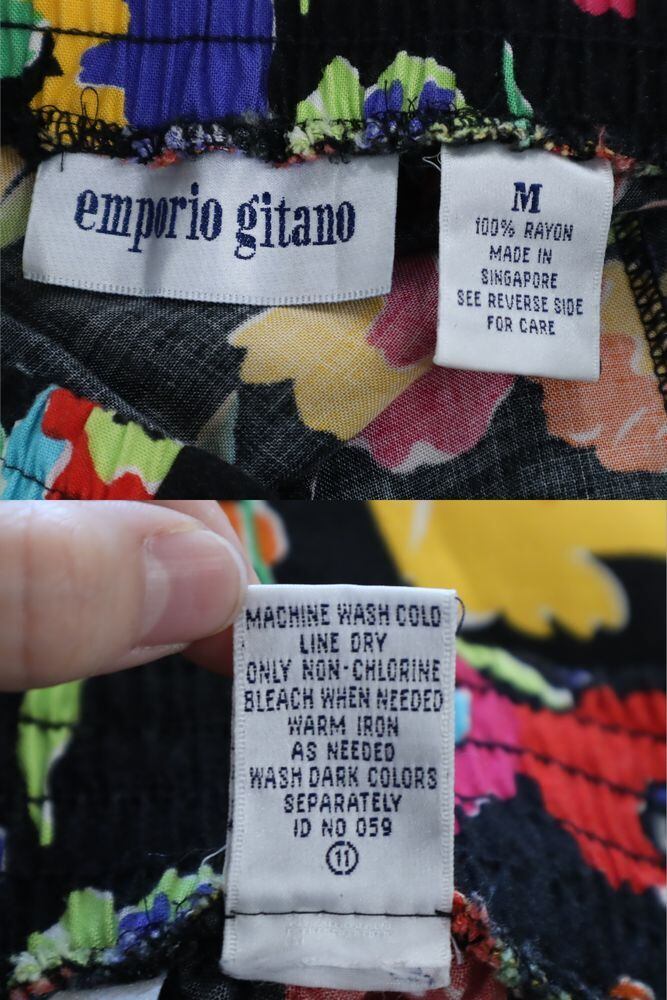 emporio gitano
M
100% RAYON
MADE IN
SINGAPORE
SEE REVERSE SIDE
FOR CARE
MACHINE WASH COLD
LINE DRY
ONLY NON-CHLORINE
BLEACH WHEN NEEDED
WARM IRON
AS NEEDED
WASH DARK COLORS
SEPARATELY
ID NO 059
11